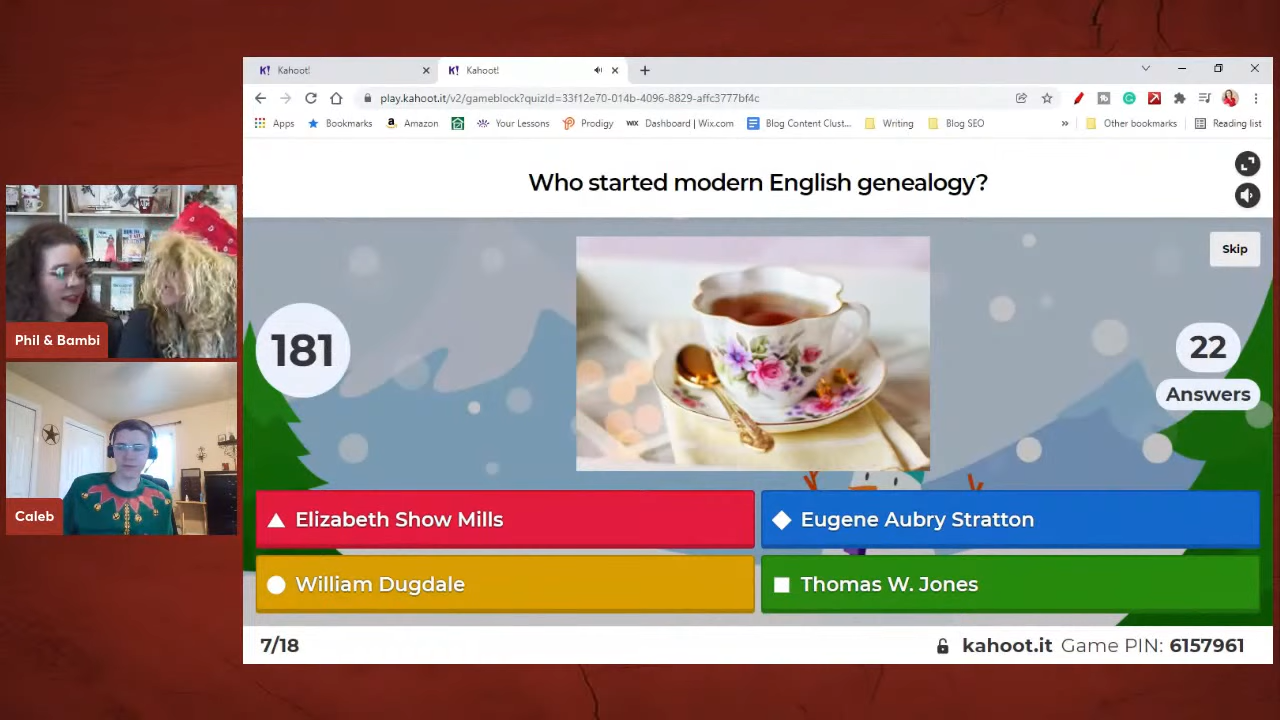 Kahoot!
Kahoot!
play.kahoot.it/v2/gameblock?quizId=33f12e70-014b-4096-8829-affc3777bf4c
Apps Bookmarks Amazon Your Lessons Prodigy Dashboard | Wix.com Blog Content Clust... Writing Blog SEO » Other bookmarks Reading list
Who started modern English genealogy?
Skip
181
22
Answers
Phil & Bambi
Caleb
Elizabeth Show Mills
Eugene Aubry Stratton
William Dugdale
Thomas W. Jones
7/18
kahoot.it Game PIN: 6157961